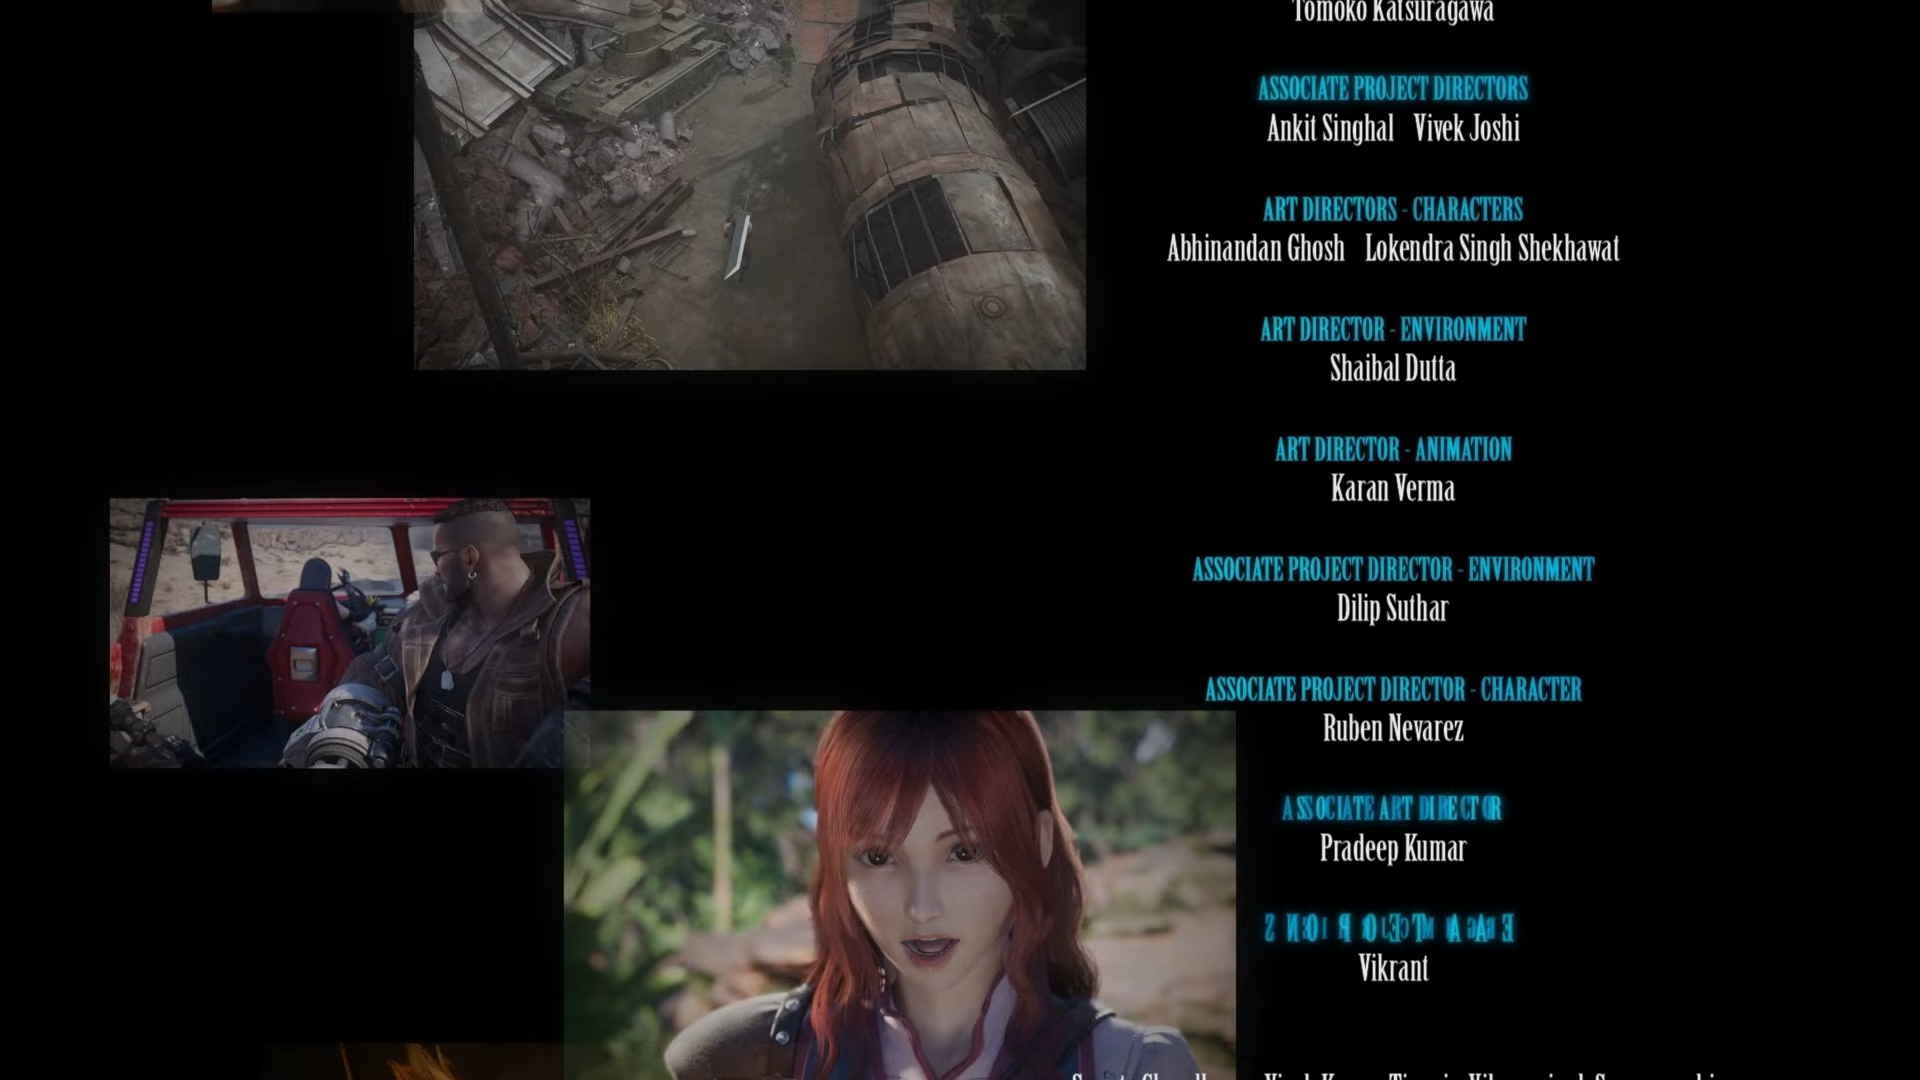 Tomoko Katsuragawa
ASSOCIATE PROJECT DIRECTORS
Ankit Singhal Vivek Joshi
ART DIRECTORS - CHARACTERS
Abhinandan Ghosh Lokendra Singh Shekhawat
ART DIRECTOR - ENVIRONMENT
Shaibal Dutta
ART DIRECTOR - ANIMATION
Karan Verma
ASSOCIATE PROJECT DIRECTOR - ENVIRONMENT
Dilip Suthar
ASSOCIATE PROJECT DIRECTOR - CHARACTER
Ruben Nevarez
ASSOCIATE ART DIRECTOR
Pradeep Kumar
Vikrant